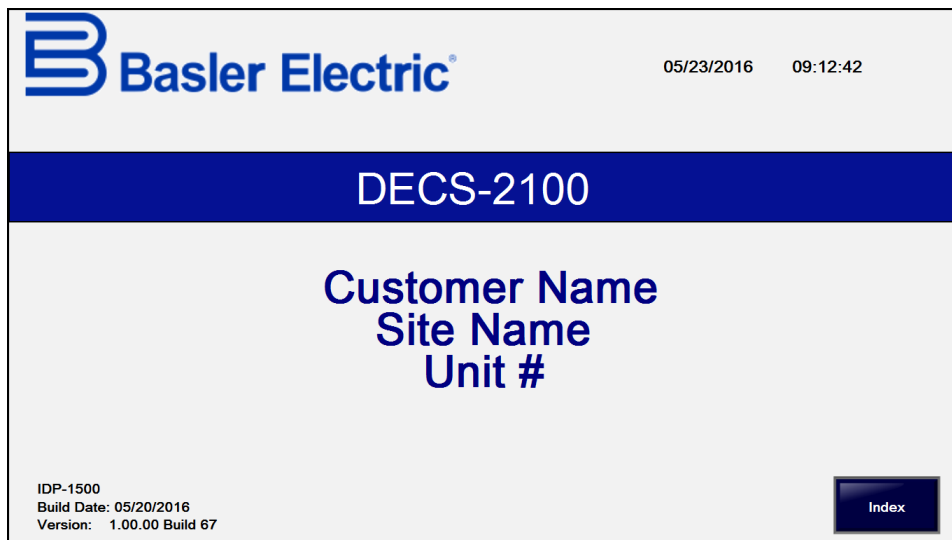 Basler Electric®
05/23/2016 09:12:42
DECS-2100
Customer Name
Site Name
Unit #
IDP-1500
Build Date: 05/20/2016
Version: 1.00.00 Build 67
Index